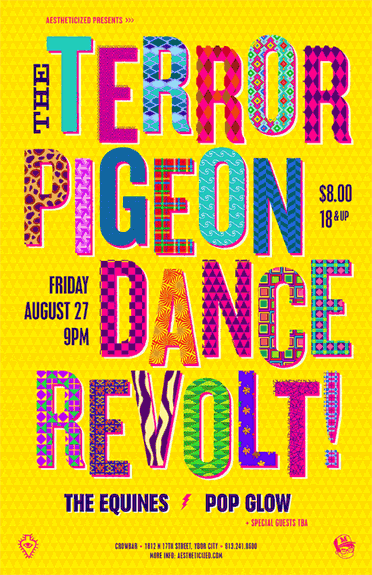 AESTHETICIZED PRESENTS >>>
THE TERROR
PIGEON
$8.00
18 & UP
DANCE
FRIDAY
AUGUST 27
9PM
REVOLT!
THE EQUINES POP GLOW
+ SPECIAL GUESTS TBA
CROWBAR • 1812 N 17TH STREET, YBOR CITY • 813.241.8600
MORE INFO: AESTHETICIZED.COM